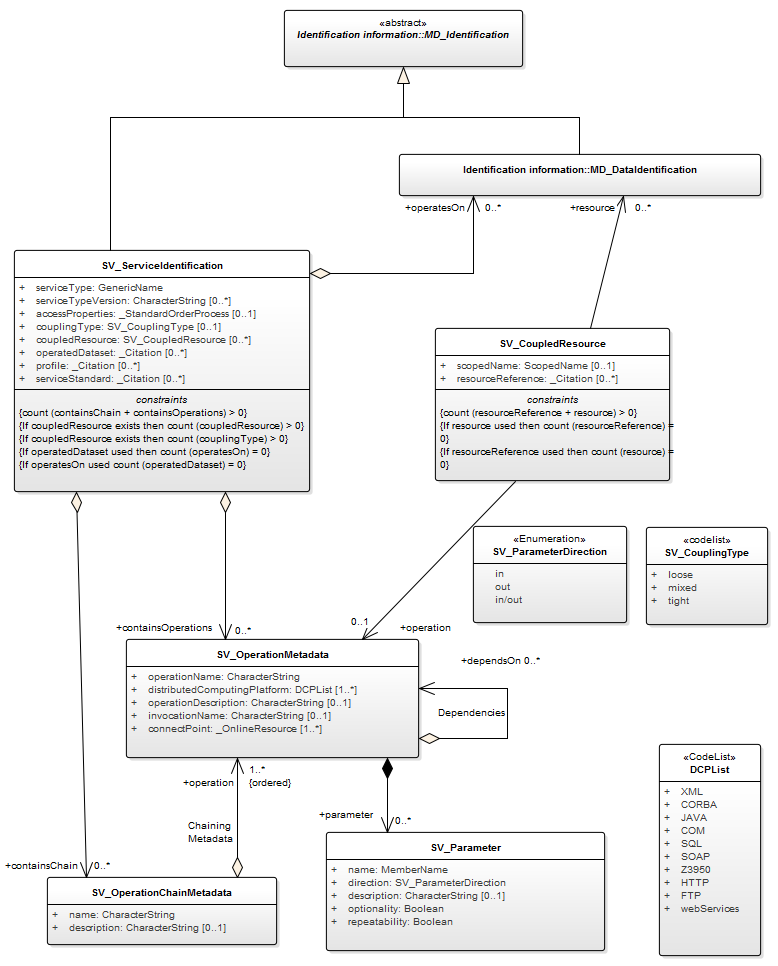 «abstract»
Identification information::MD_Identification
Identification information::MD_DataIdentification
+operatesOn
0..*
+resource
0..*
SV_ServiceIdentification
+ serviceType: GenericName
+ serviceTypeVersion: CharacterString [0..*]
+ accessProperties: _StandardOrderProcess [0..1]
+ couplingType: SV_CouplingType [0..1]
+ coupledResource: SV_CoupledResource [0..*]
+ operatedDataset: _Citation [0..*]
+ profile: _Citation [0..*]
+ serviceStandard: _Citation [0..*]
constraints
{count (containsChain + containsOperations) > 0}
{If coupledResource exists then count (coupledResource) > 0}
{If coupledResource exists then count (couplingType) > 0}
{If operatedDataset used then count (operatesOn) = 0}
{If operatesOn used count (operatedDataset) = 0}
SV_CoupledResource
+ scopedName: ScopedName [0..1]
+ resourceReference: _Citation [0..*]
constraints
{count (resourceReference + resource) > 0}
{If resource used then count (resourceReference) =
0}
{If resourceReference used then count (resource) =
0}
«Enumeration»
SV_ParameterDirection
in
out
in/out
«codelist»
SV_CouplingType
+ loose
+ mixed
+ tight
+containsOperations
0..*
0..1
+operation
SV_OperationMetadata
+ operationName: CharacterString
+ distributedComputingPlatform: DCPList [1..*]
+ operationDescription: CharacterString [0..1]
+ invocationName: CharacterString [0..1]
+ connectPoint: _OnlineResource [1..*]
+dependsOn 0..*
Dependencies
+operation
1..*
{ordered}
Chaining
Metadata
+parameter
0..*
+containsChain
0..*
SV_OperationChainMetadata
+ name: CharacterString
+ description: CharacterString [0..1]
SV_Parameter
+ name: MemberName
+ direction: SV_ParameterDirection
+ description: CharacterString [0..1]
+ optionality: Boolean
+ repeatability: Boolean
«CodeList»
DCPList
+ XML
+ CORBA
+ JAVA
+ COM
+ SQL
+ SOAP
+ Z3950
+ HTTP
+ FTP
+ webServices